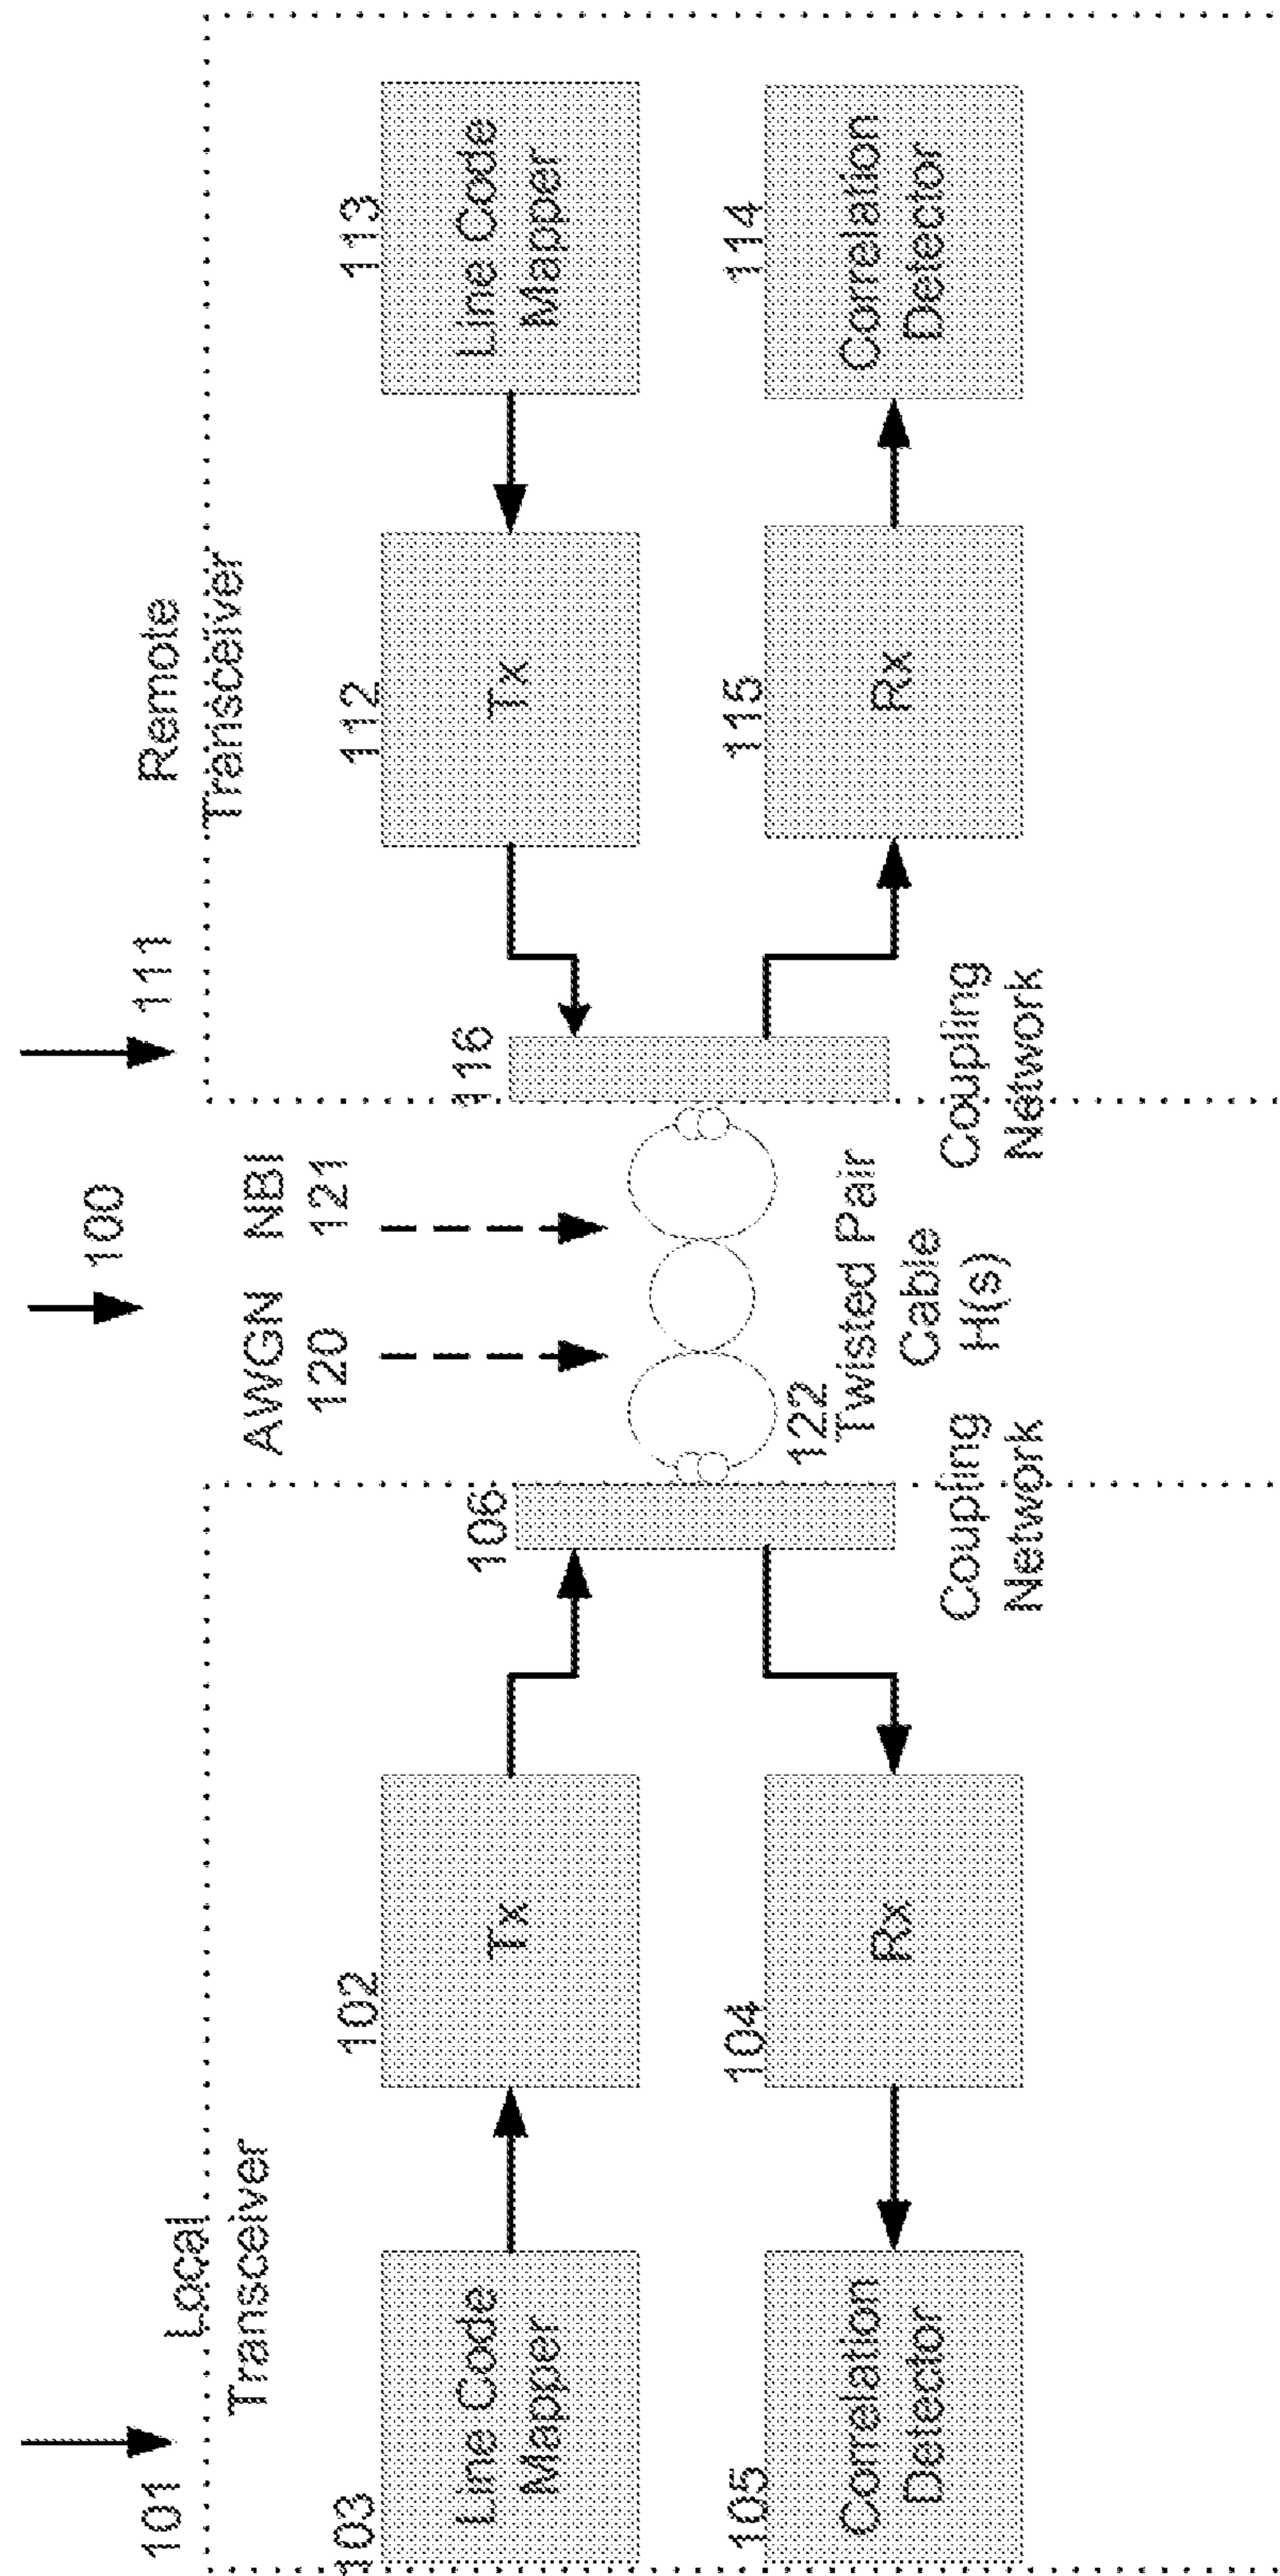 100
101
Local
Transceiver
111
Remote
Transceiver
AWGN
120
NBI
121
103
Line Code
Mapper
102
Tx
106
116
112
Tx
113
Line Code
Mapper
122
Twisted Pair
Cable
H(s)
105
Correlation
Detector
104
Rx
Coupling
Network
Coupling
Network
115
Rx
114
Correlation
Detector